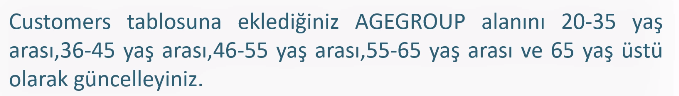 Customers tablosuna eklediğiniz AGEGROUP alanını 20-35 yaş
arası,36-45 yaş arası,46-55 yaş arası,55-65 yaş arası ve 65 yaş üstü
olarak güncelleyiniz.